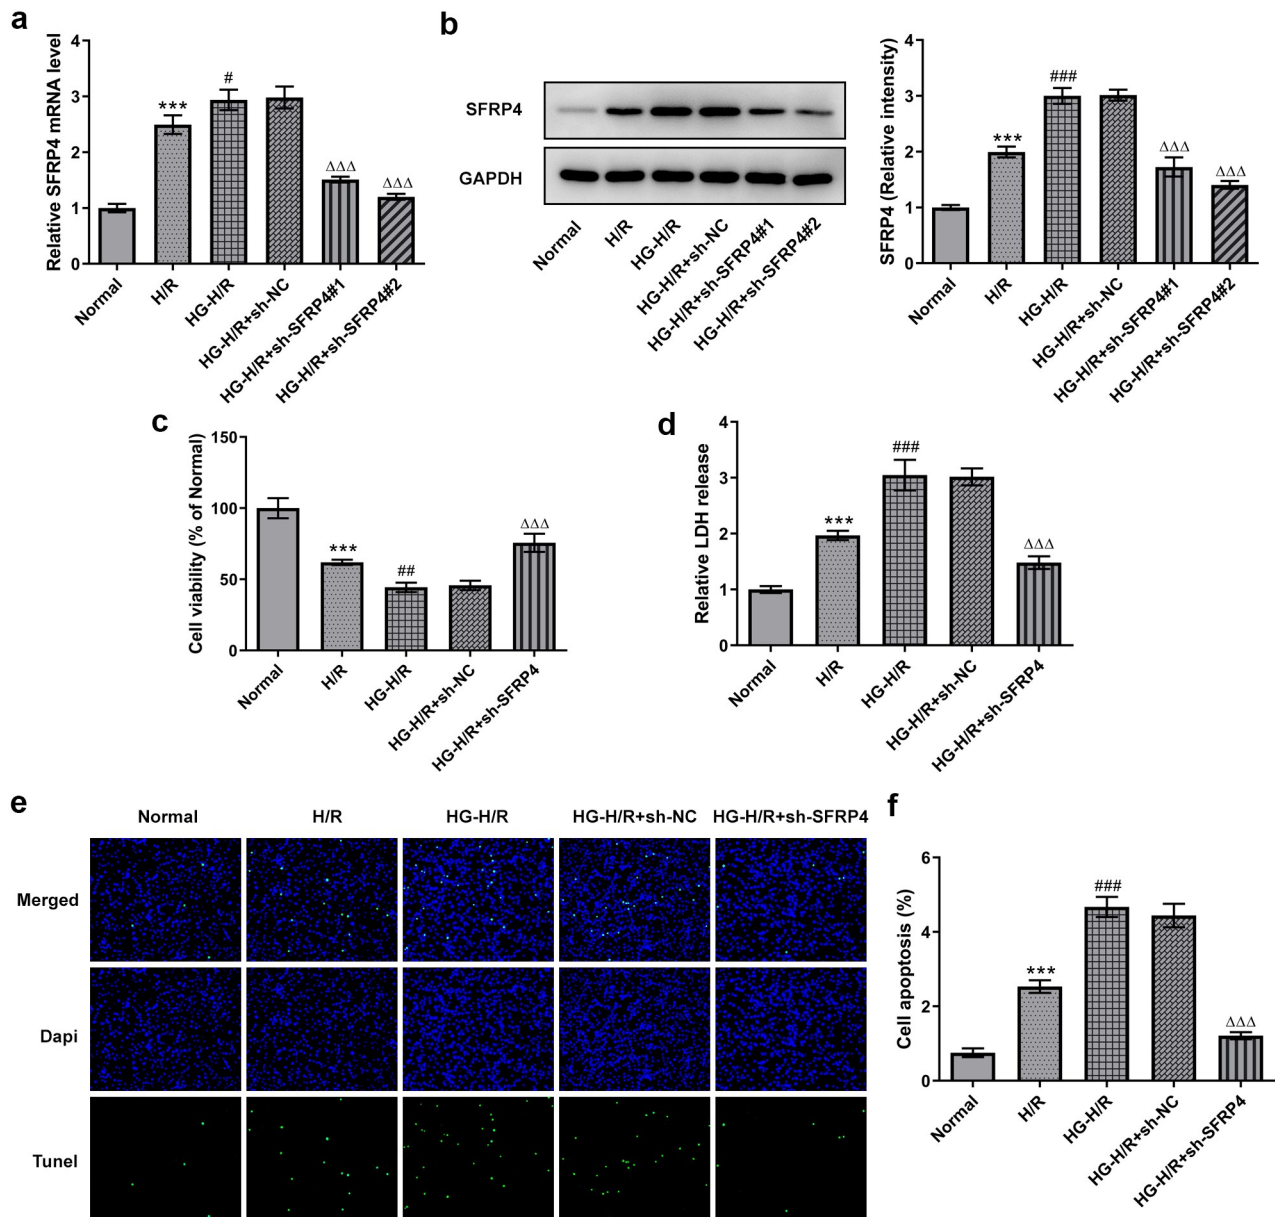 a
Relative SFRP4 mRNA level
4
3
2
1
0
***
#
ΔΔΔ
ΔΔΔ
Normal
H/R
HG-H/R
HG-H/R+sh-NC
HG-H/R+sh-SFRP4#1
HG-H/R+sh-SFRP4#2
b
SFRP4
GAPDH
Normal
H/R
HG-H/R
HG-H/R+sh-NC
HG-H/R+sh-SFRP4#1
HG-H/R+sh-SFRP4#2
SFRP4 (Relative intensity)
4
3
2
1
0
***
###
ΔΔΔ
ΔΔΔ
Normal
H/R
HG-H/R
HG-H/R+sh-NC
HG-H/R+sh-SFRP4#1
HG-H/R+sh-SFRP4#2
c
Cell viability (% of Normal)
150
100
50
0
***
##
ΔΔΔ
Normal
H/R
HG-H/R
HG-H/R+sh-NC
HG-H/R+sh-SFRP4
d
Relative LDH release
4
3
2
1
0
***
###
ΔΔΔ
Normal
H/R
HG-H/R
HG-H/R+sh-NC
HG-H/R+sh-SFRP4
e
Normal H/R HG-H/R HG-H/R+sh-NC HG-H/R+sh-SFRP4
Merged
Dapi
Tunel
f
Cell apoptosis (%)
6
4
2
0
***
###
ΔΔΔ
Normal
H/R
HG-H/R
HG-H/R+sh-NC
HG-H/R+sh-SFRP4